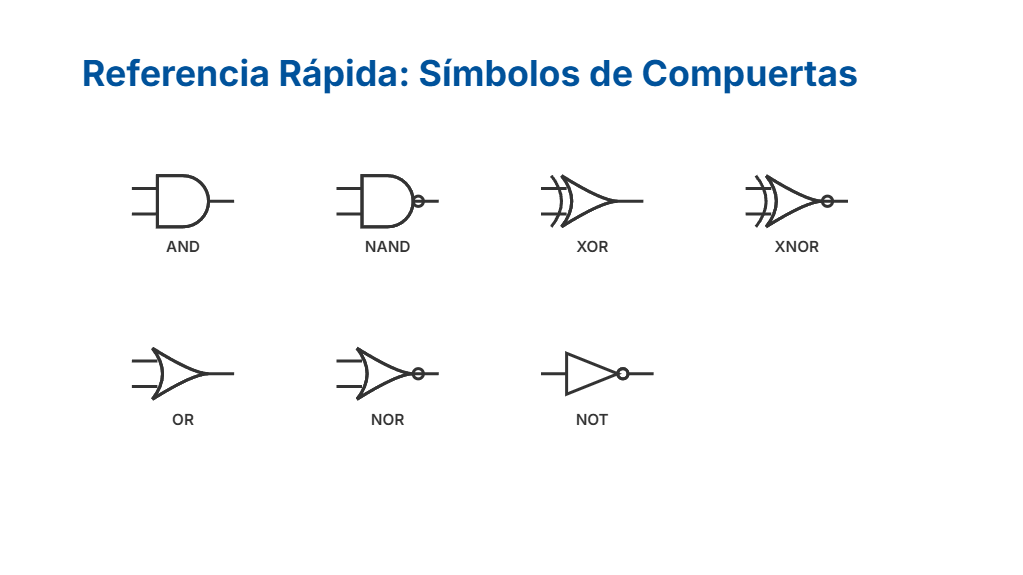 Referencia Rápida: Símbolos de Compuertas
AND
NAND
XOR
XNOR
OR
NOR
NOT